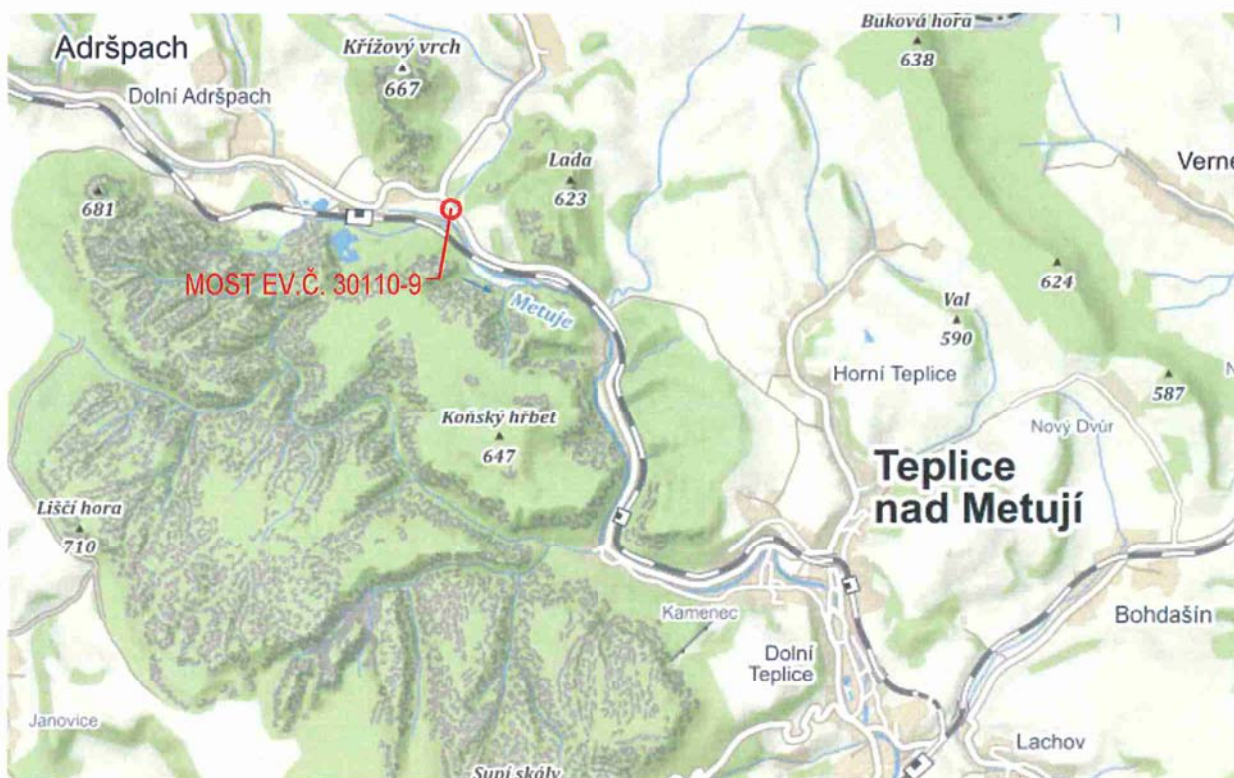 Adršpach
Křížový vrch
667
Buková hora
638
Dolní Adršpach
Lada
623
681
MOST EV.Č. 30110-9
Metuje
624
Val
590
Horní Teplice
587
Koňský hřbet
647
Nový Dvůr
Teplice
nad Metují
Liščí hora
710
Kamenec
Bohdašín
Dolní
Teplice
Janovice
Lachov
Supí skály